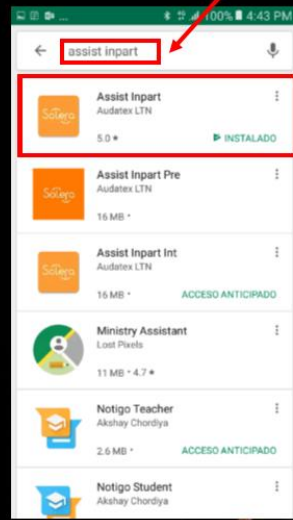 100% 4:43 PM
assist inpart
Solera
Assist Inpart
Audatex LTN
5.0 ★ INSTALADO
Solera
Assist Inpart Pre
Audatex LTN
16 MB •
Solera
Assist Inpart Int
Audatex LTN
16 MB • ACCESO ANTICIPADO
Ministry Assistant
Lost Pixels
11 MB • 4.7 ★
Notigo Teacher
Akshay Chordiya
2.6 MB • ACCESO ANTICIPADO
Notigo Student
Akshay Chordiya